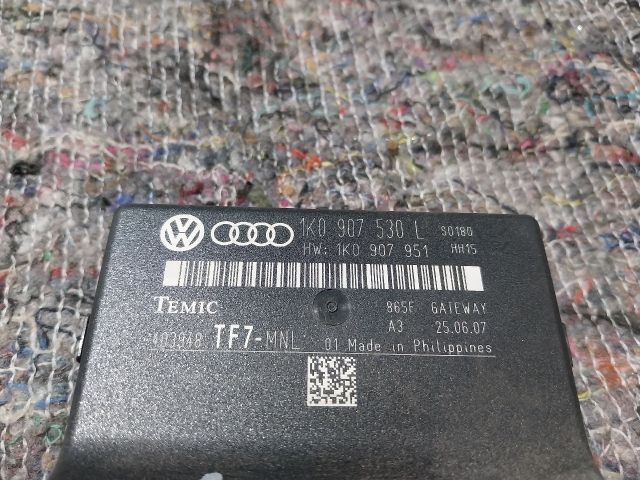 1K0 907 530 L S0180
HW: 1K0 907 951 HH15
TEMIC 865F GATEWAY
A3 25.06.07
403948 TF7-MNL 01 Made in Philippines